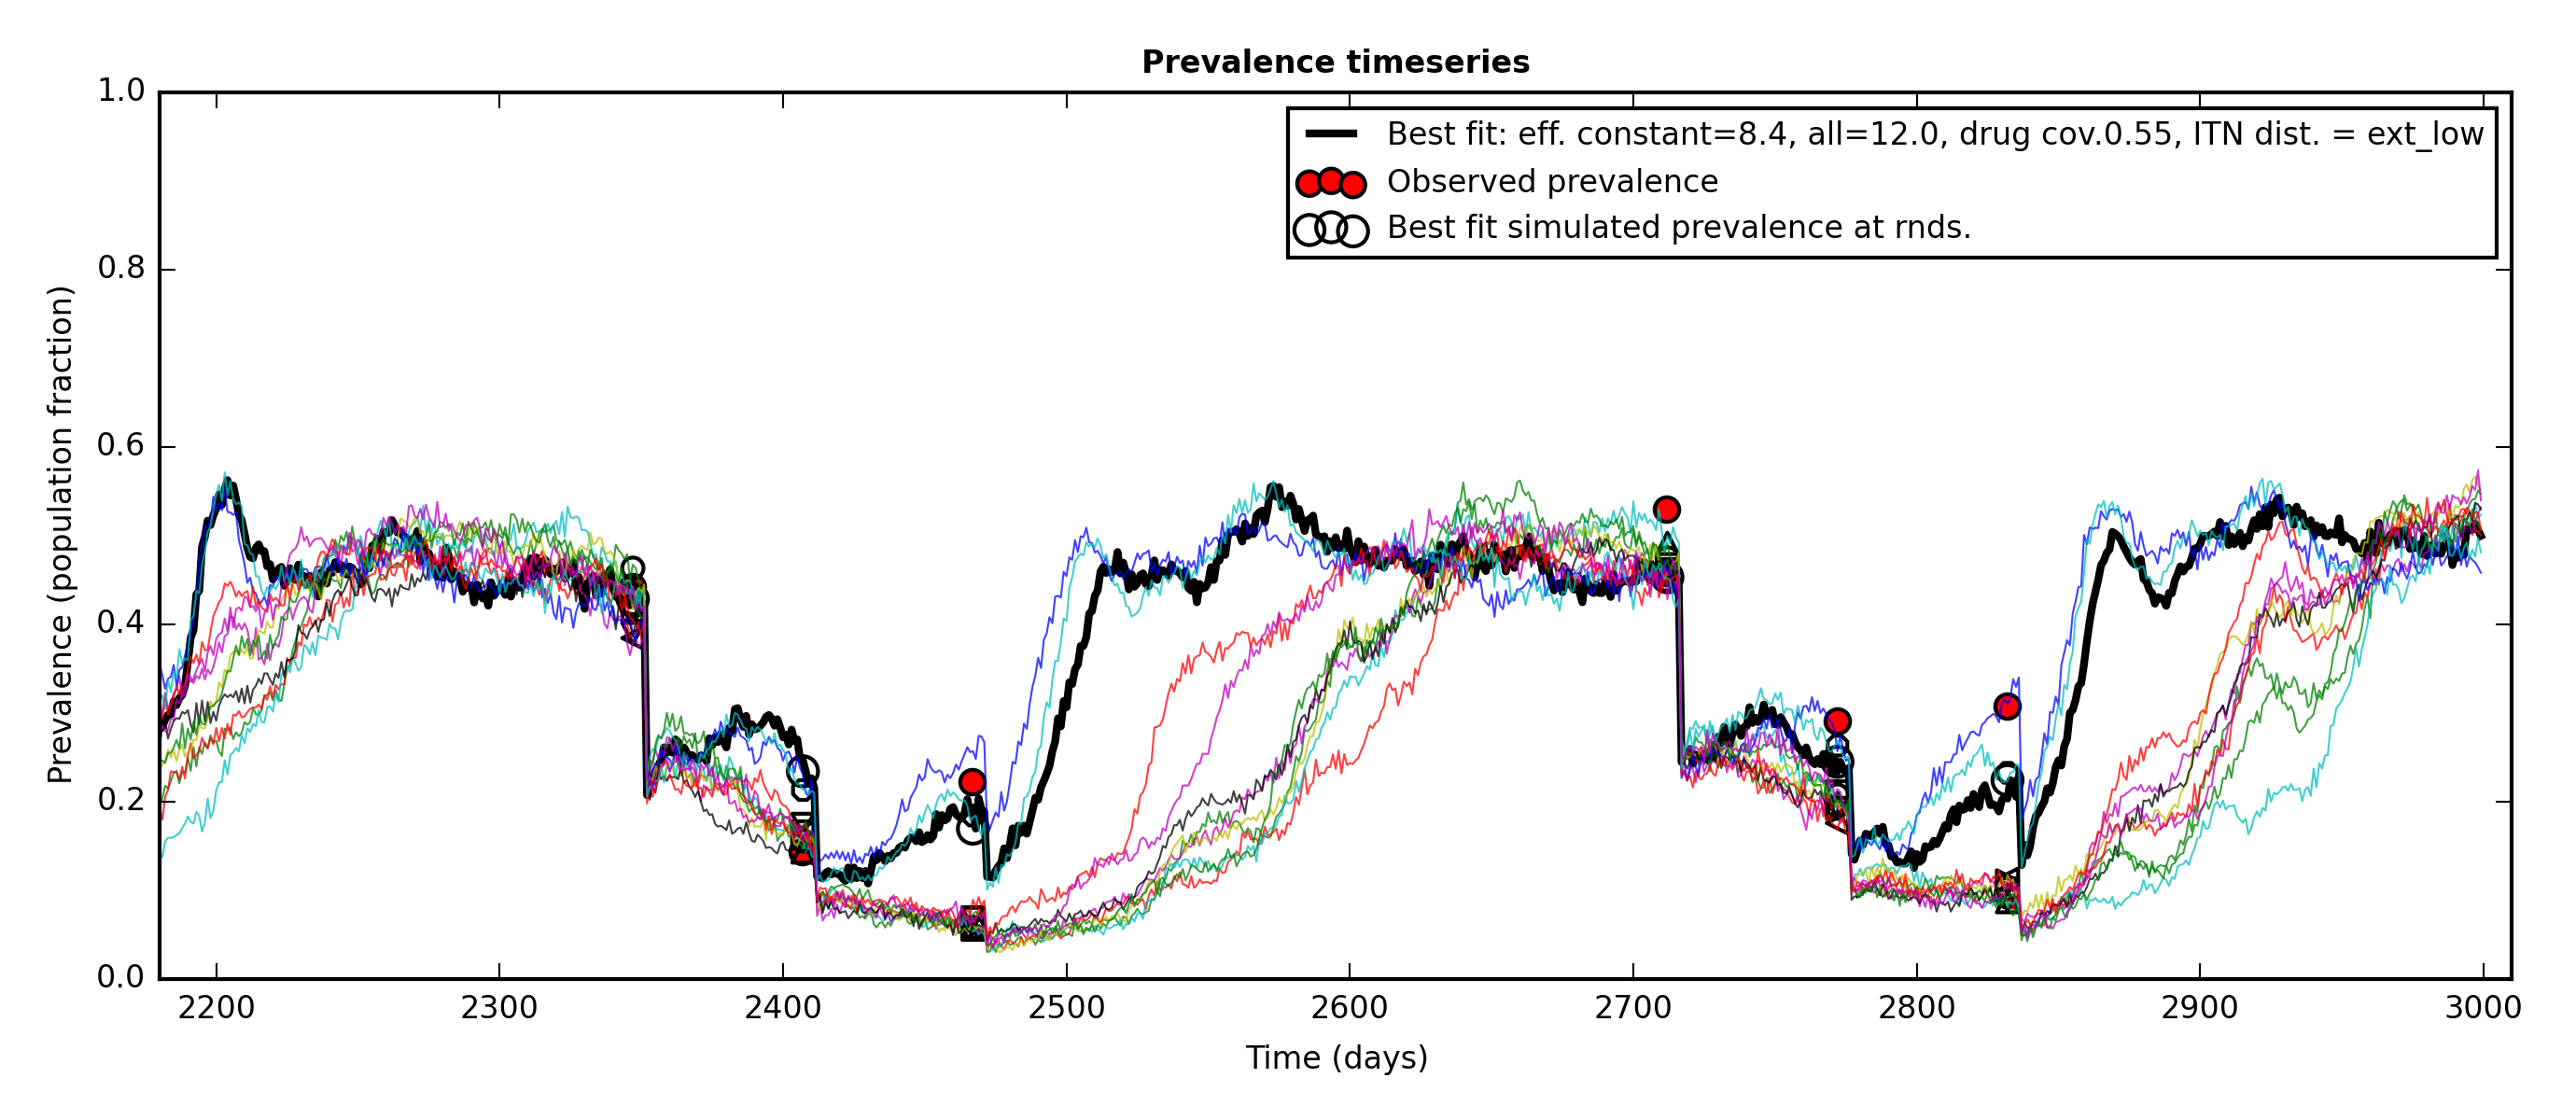 Prevalence timeseries
Best fit: eff. constant=8.4, all=12.0, drug cov.0.55, ITN dist. = ext_low
Observed prevalence
Best fit simulated prevalence at rnds.
Prevalence (population fraction)
1.0
0.8
0.6
0.4
0.2
0.0
2200 2300 2400 2500 2600 2700 2800 2900 3000
Time (days)